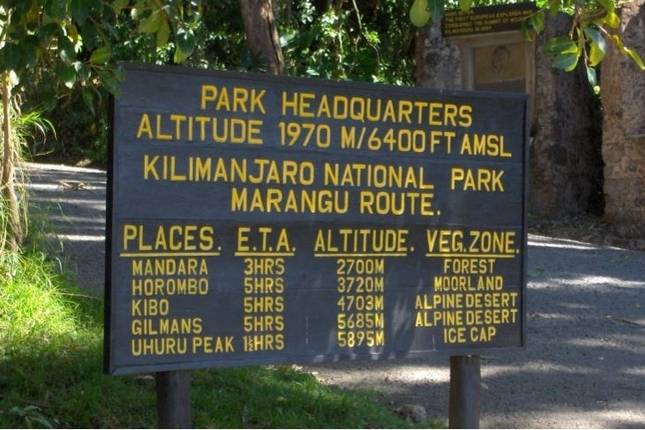 PARK HEADQUARTERS
ALTITUDE 1970 M/6400FT AMSL
KILIMANJARO NATIONAL PARK
MARANGU ROUTE.
PLACES. E.T.A. ALTITUDE. VEG.ZONE.
MANDARA 3HRS 2700M FOREST
HOROMBO 5HRS 3720M MOORLAND
KIBO 5HRS 4703M ALPINE DESERT
GILMANS 5HRS 5685M ALPINE DESERT
UHURU PEAK 1½HRS 5895M ICE CAP